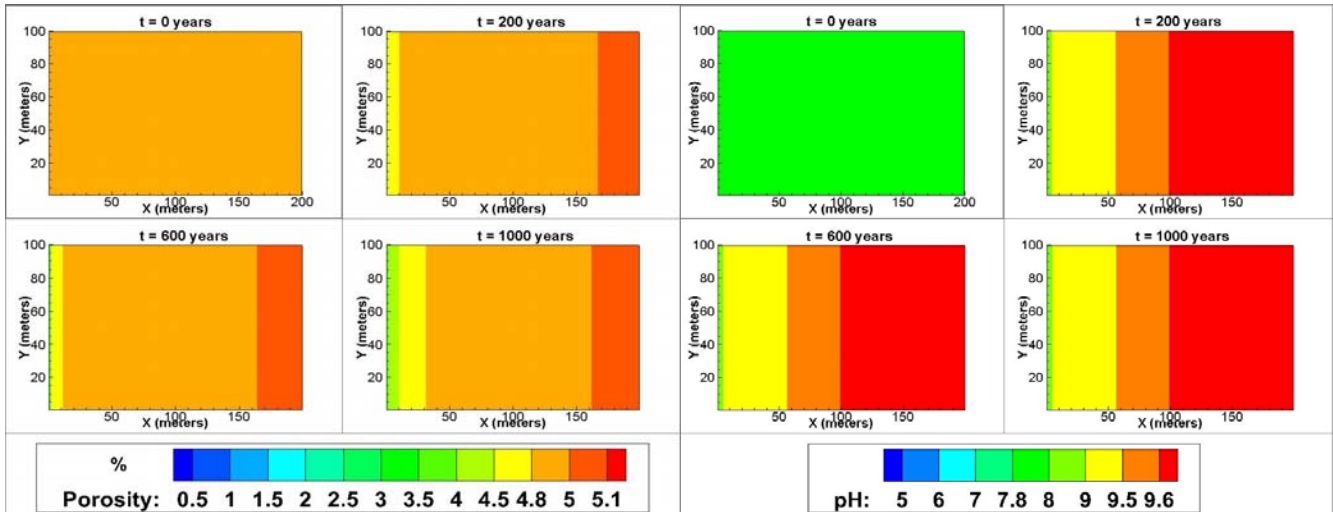 t = 0 years
100
80
60
40
20
Y (meters)
50 100 150 200
X (meters)
t = 200 years
100
80
60
40
20
Y (meters)
50 100 150
X (meters)
t = 0 years
100
80
60
40
20
Y (meters)
50 100 150 200
X (meters)
t = 200 years
100
80
60
40
20
Y (meters)
50 100 150
X (meters)
t = 600 years
100
80
60
40
20
Y (meters)
50 100 150
X (meters)
t = 1000 years
100
80
60
40
20
Y (meters)
50 100 150
X (meters)
t = 600 years
100
80
60
40
20
Y (meters)
50 100 150
X (meters)
t = 1000 years
100
80
60
40
20
Y (meters)
50 100 150
X (meters)
%
Porosity: 0.5 1 1.5 2 2.5 3 3.5 4 4.5 4.8 5 5.1
pH: 5 6 7 7.8 8 9 9.5 9.6